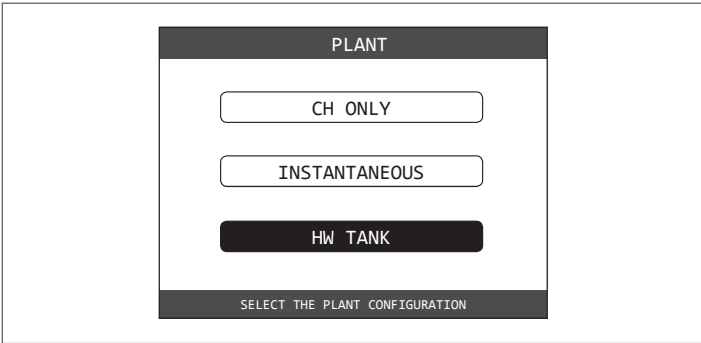 PLANT
CH ONLY
INSTANTANEOUS
HW TANK
SELECT THE PLANT CONFIGURATION